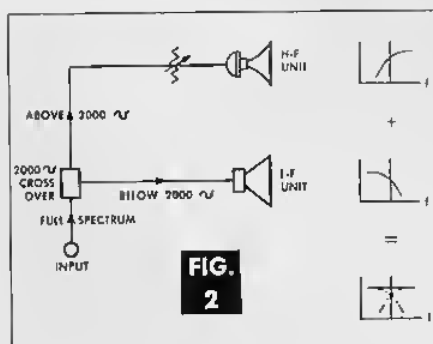 H-F
UNIT
f
ABOVE 2000 ∿
+
2000 ∿
CROSS
OVER
L-F
UNIT
BELOW 2000 ∿
f
FULL SPECTRUM
=
INPUT
FIG.
2
f